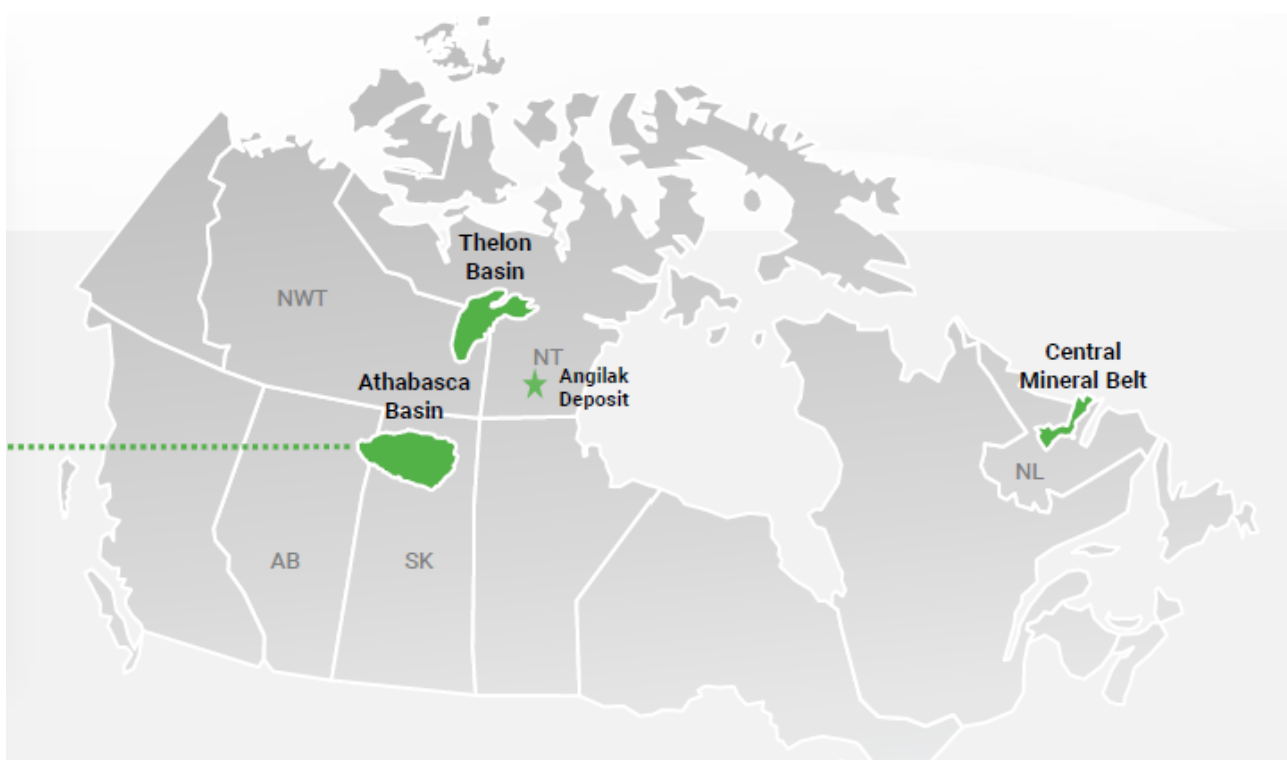 Thelon
Basin
NWT
Central
Mineral Belt
NT
Angilak
Deposit
Athabasca
Basin
NL
AB
SK